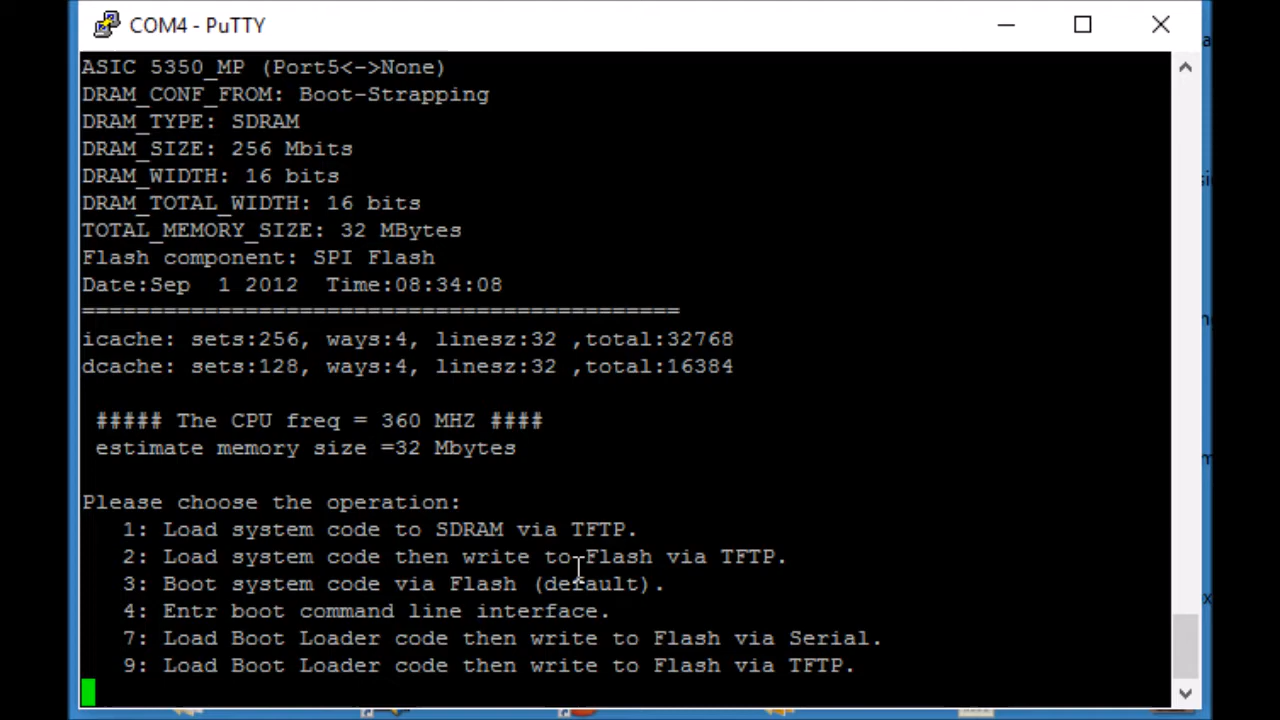 COM4 - PuTTY
ASIC 5350_MP (Port5<->None)
DRAM_CONF_FROM: Boot-Strapping
DRAM_TYPE: SDRAM
DRAM_SIZE: 256 Mbits
DRAM_WIDTH: 16 bits
DRAM_TOTAL_WIDTH: 16 bits
TOTAL_MEMORY_SIZE: 32 MBytes
Flash component: SPI Flash
Date:Sep  1 2012  Time:08:34:08
============================================
icache: sets:256, ways:4, linesz:32 ,total:32768
dcache: sets:128, ways:4, linesz:32 ,total:16384
##### The CPU freq = 360 MHZ ####
estimate memory size =32 Mbytes
Please choose the operation:
1: Load system code to SDRAM via TFTP.
2: Load system code then write to Flash via TFTP.
3: Boot system code via Flash (default).
4: Entr boot command line interface.
7: Load Boot Loader code then write to Flash via Serial.
9: Load Boot Loader code then write to Flash via TFTP.